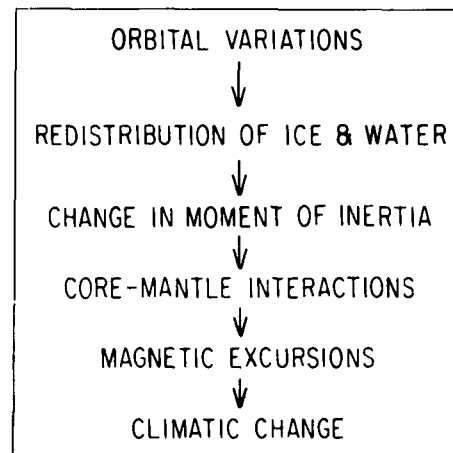 ORBITAL VARIATIONS
REDISTRIBUTION OF ICE & WATER
CHANGE IN MOMENT OF INERTIA
CORE-MANTLE INTERACTIONS
MAGNETIC EXCURSIONS
CLIMATIC CHANGE